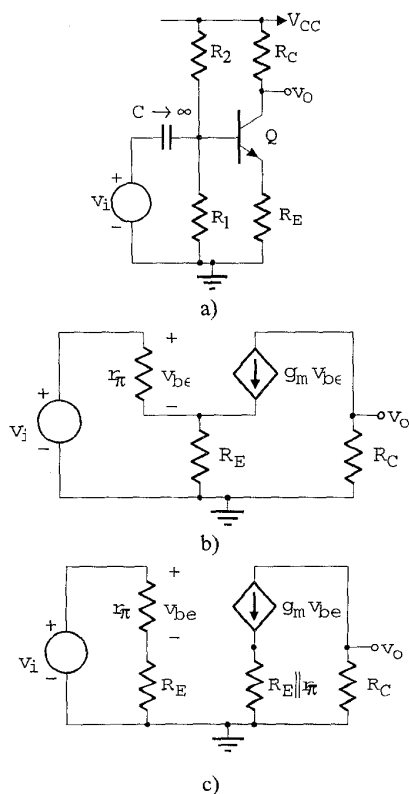 V_CC
R_2
R_C
v_O
C → ∞
Q
+
v_i
−
R_1
R_E
a)
+
r_π
v_be
−
g_m v_be
+
v_i
−
R_E
v_o
R_C
b)
+
r_π
v_be
−
g_m v_be
+
v_i
−
R_E
R_E‖r_π
v_o
R_C
c)